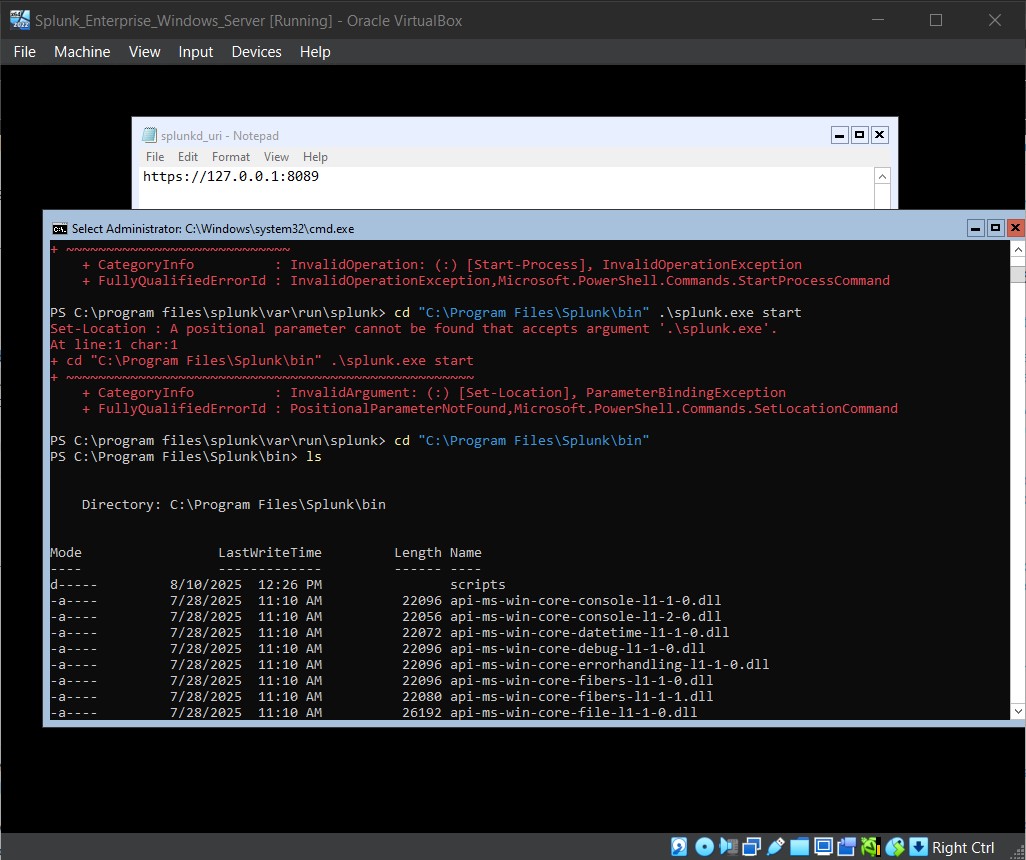 Splunk_Enterprise_Windows_Server [Running] - Oracle VirtualBox
File Machine View Input Devices Help
splunkd_uri - Notepad
File Edit Format View Help
https://127.0.0.1:8089
Select Administrator: C:\Windows\system32\cmd.exe
+ ~~~~~~~~~~~~~~~~~~~~~~~~~~~~
    + CategoryInfo          : InvalidOperation: (:) [Start-Process], InvalidOperationException
    + FullyQualifiedErrorId : InvalidOperationException,Microsoft.PowerShell.Commands.StartProcessCommand
PS C:\program files\splunk\var\run\splunk> cd "C:\Program Files\Splunk\bin" .\splunk.exe start
Set-Location : A positional parameter cannot be found that accepts argument '.\splunk.exe'.
At line:1 char:1
+ cd "C:\Program Files\Splunk\bin" .\splunk.exe start
+ ~~~~~~~~~~~~~~~~~~~~~~~~~~~~~~~~~~~~~~~~~~~~~~~~~~~
    + CategoryInfo          : InvalidArgument: (:) [Set-Location], ParameterBindingException
    + FullyQualifiedErrorId : PositionalParameterNotFound,Microsoft.PowerShell.Commands.SetLocationCommand
PS C:\program files\splunk\var\run\splunk> cd "C:\Program Files\Splunk\bin"
PS C:\Program Files\Splunk\bin> ls
    Directory: C:\Program Files\Splunk\bin
Mode                 LastWriteTime         Length Name
----                 -------------         ------ ----
d-----         8/10/2025  12:26 PM                scripts
-a----         7/28/2025  11:10 AM          22096 api-ms-win-core-console-l1-1-0.dll
-a----         7/28/2025  11:10 AM          22056 api-ms-win-core-console-l1-2-0.dll
-a----         7/28/2025  11:10 AM          22072 api-ms-win-core-datetime-l1-1-0.dll
-a----         7/28/2025  11:10 AM          22096 api-ms-win-core-debug-l1-1-0.dll
-a----         7/28/2025  11:10 AM          22096 api-ms-win-core-errorhandling-l1-1-0.dll
-a----         7/28/2025  11:10 AM          22096 api-ms-win-core-fibers-l1-1-0.dll
-a----         7/28/2025  11:10 AM          22080 api-ms-win-core-fibers-l1-1-1.dll
-a----         7/28/2025  11:10 AM          26192 api-ms-win-core-file-l1-1-0.dll
Right Ctrl